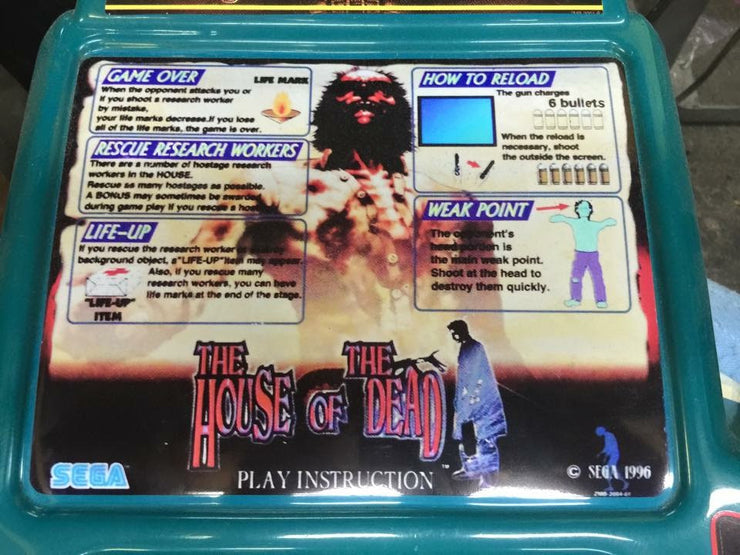 GAME OVER
LIFE MARK
When the opponent attacks you or
if you shoot a research worker
by mistake,
your life marks decrease.If you lose
all of the life marks, the game is over.
RESCUE RESEARCH WORKERS
There are a number of hostage research
workers in the HOUSE.
Rescue as many hostages as possible.
A BONUS may sometimes be awarded
during game play if you rescue a host
LIFE-UP
If you rescue the research worker or destroy
background object, a "LIFE-UP" item may appear.
Also, if you rescue many
research workers, you can have
life marks at the end of the stage.
"LIFE-UP"
ITEM
HOW TO RELOAD
The gun charges
6 bullets
When the reload is
necessary, shoot
the outside the screen.
WEAK POINT
The opponent's
head portion is
the main weak point.
Shoot at the head to
destroy them quickly.
THE HOUSE OF THE DEAD
™
SEGA
PLAY INSTRUCTION
© SEGA 1996